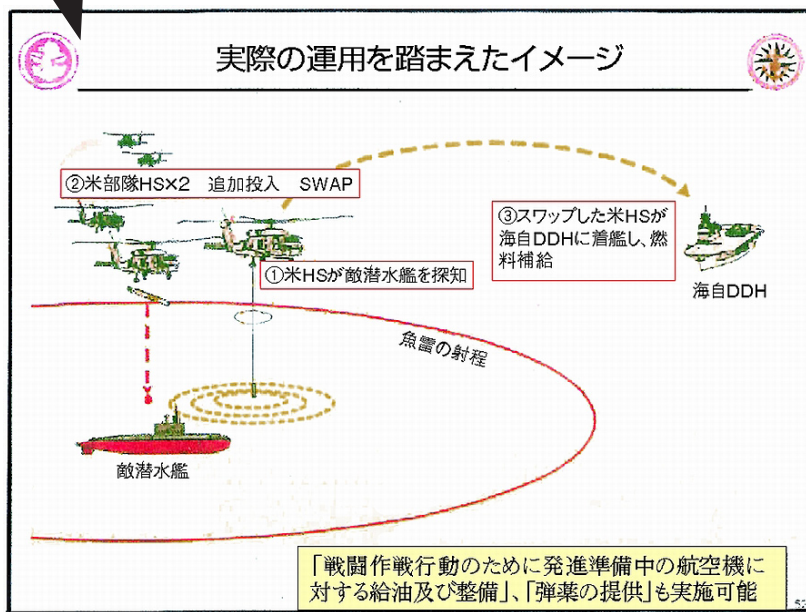 実際の運用を踏まえたイメージ
②米部隊HS×2　追加投入　SWAP
①米HSが敵潜水艦を探知
③スワップした米HSが
海自DDHに着艦し、燃
料補給
海自DDH
魚雷の射程
敵潜水艦
「戦闘作戦行動のために発進準備中の航空機に
対する給油及び整備」、「弾薬の提供」も実施可能